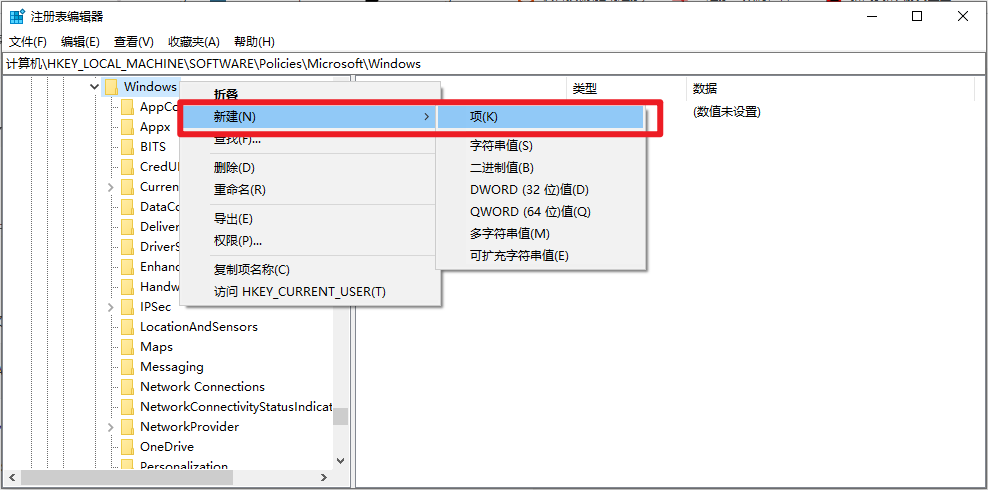 注册表编辑器
文件(F) 编辑(E) 查看(V) 收藏夹(A) 帮助(H)
计算机\HKEY_LOCAL_MACHINE\SOFTWARE\Policies\Microsoft\Windows
Windows
AppCo
Appx
BITS
CredUI
Curren
DataCo
Deliver
DriverS
Enhanc
Hardw
IPSec
LocationAndSensors
Maps
Messaging
Network Connections
NetworkConnectivityStatusIndicat
NetworkProvider
OneDrive
Personalization
折叠
新建(N)
查找(F)...
删除(D)
重命名(R)
导出(E)
权限(P)...
复制项名称(C)
访问 HKEY_CURRENT_USER(T)
项(K)
字符串值(S)
二进制值(B)
DWORD (32 位)值(D)
QWORD (64 位)值(Q)
多字符串值(M)
可扩充字符串值(E)
类型 数据
(数值未设置)